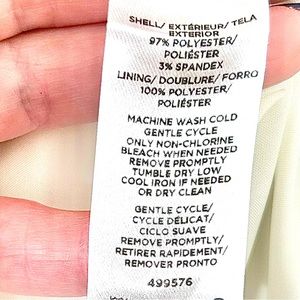 SHELL/ EXTÉRIEUR/ TELA
EXTERIOR
97% POLYESTER/
POLIÉSTER
3% SPANDEX
LINING/ DOUBLURE/ FORRO
100% POLYESTER/
POLIÉSTER
MACHINE WASH COLD
GENTLE CYCLE
ONLY NON-CHLORINE
BLEACH WHEN NEEDED
REMOVE PROMPTLY
TUMBLE DRY LOW
COOL IRON IF NEEDED
OR DRY CLEAN
GENTLE CYCLE/
CYCLE DÉLICAT/
CICLO SUAVE
REMOVE PROMPTLY/
RETIRER RAPIDEMENT/
REMOVER PRONTO
499576